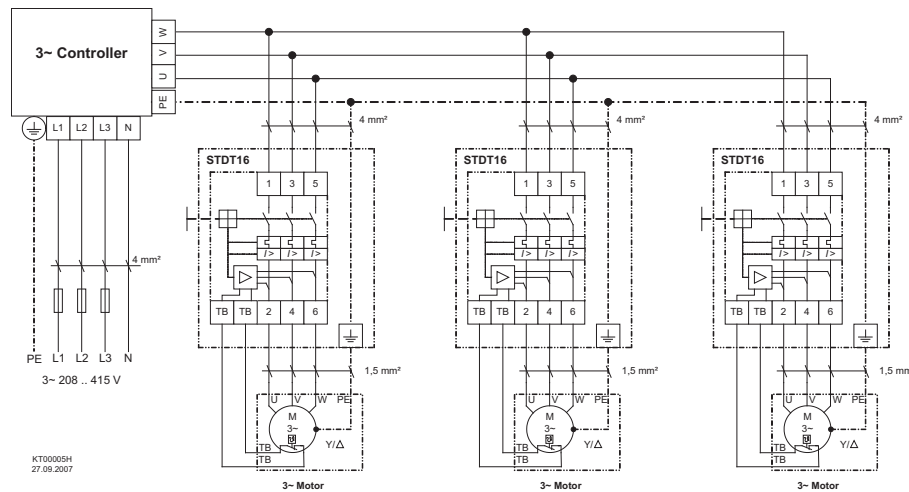 3~ Controller
W
V
U
PE
L1 L2 L3 N
4 mm²
PE L1 L2 L3 N
3~ 208 .. 415 V
KT00005H
27.09.2007
4 mm²
STDT16
1 3 5
I> I> I>
TB TB 2 4 6
1,5 mm²
U V W PE
M
3~
Y/△
TB
TB
3~ Motor
4 mm²
STDT16
1 3 5
I> I> I>
TB TB 2 4 6
1,5 mm²
U V W PE
M
3~
Y/△
TB
TB
3~ Motor
4 mm²
STDT16
1 3 5
I> I> I>
TB TB 2 4 6
1,5 mm
U V W PE
M
3~
Y/△
TB
TB
3~ Motor